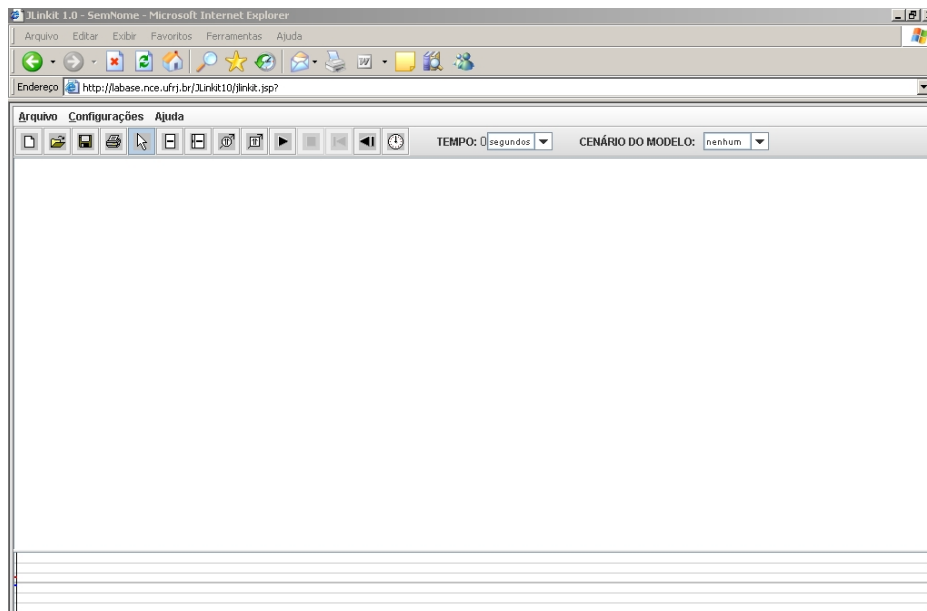 JLinkit 1.0 - SemNome - Microsoft Internet Explorer
Arquivo Editar Exibir Favoritos Ferramentas Ajuda
Endereço http://labase.nce.ufrj.br/JLinkit10/jlinkit.jsp?
Arquivo Configurações Ajuda
TEMPO: 0 segundos CENÁRIO DO MODELO: nenhum